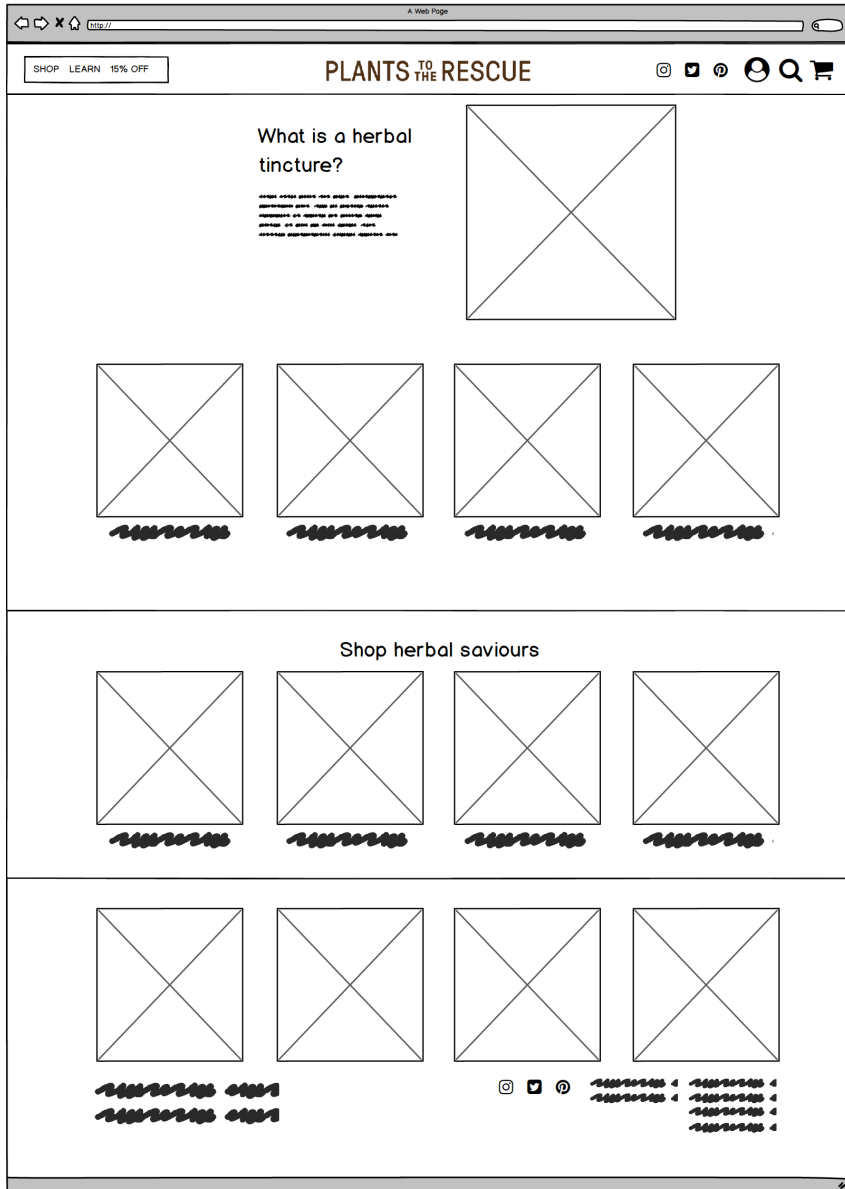 A Web Page
http://
SHOP LEARN 15% OFF
PLANTS TO THE RESCUE
What is a herbal
tincture?
Shop herbal saviours